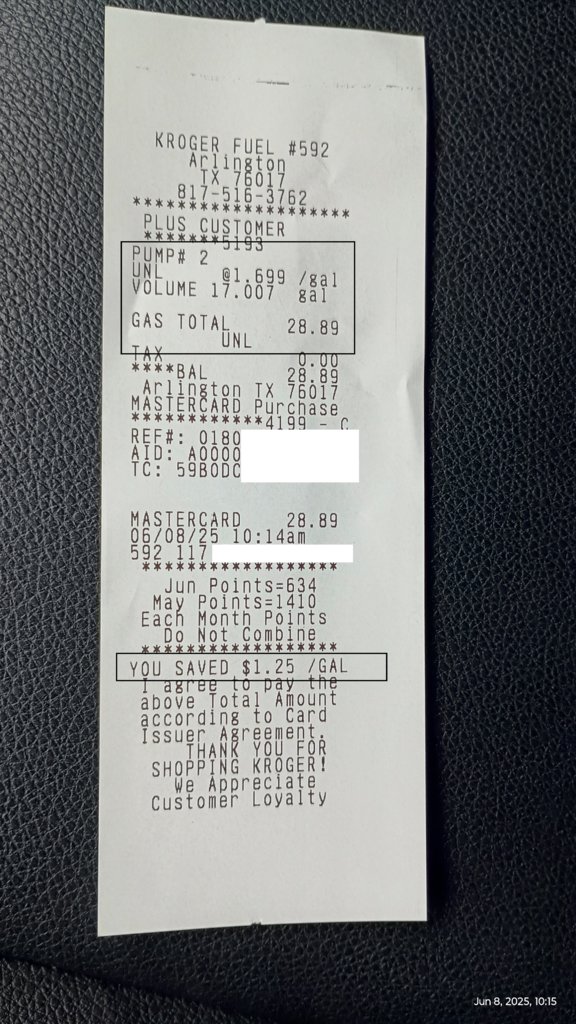 KROGER FUEL #592
Arlington
TX 76017
817-516-3762
********************
PLUS CUSTOMER
*******5193
PUMP# 2
UNL @1.699 /gal
VOLUME 17.007 gal
GAS TOTAL 28.89
UNL
TAX 0.00
****BAL 28.89
Arlington TX 76017
MASTERCARD Purchase
************4199 - C
REF#: 0180
AID: A0000
TC: 59B0DC
MASTERCARD 28.89
06/08/25 10:14am
592 117
******************
Jun Points=634
May Points=1410
Each Month Points
Do Not Combine
******************
YOU SAVED $1.25 /GAL
I agree to pay the
above Total Amount
according to Card
Issuer Agreement.
THANK YOU FOR
SHOPPING KROGER!
We Appreciate
Customer Loyalty
Jun 8, 2025, 10:15